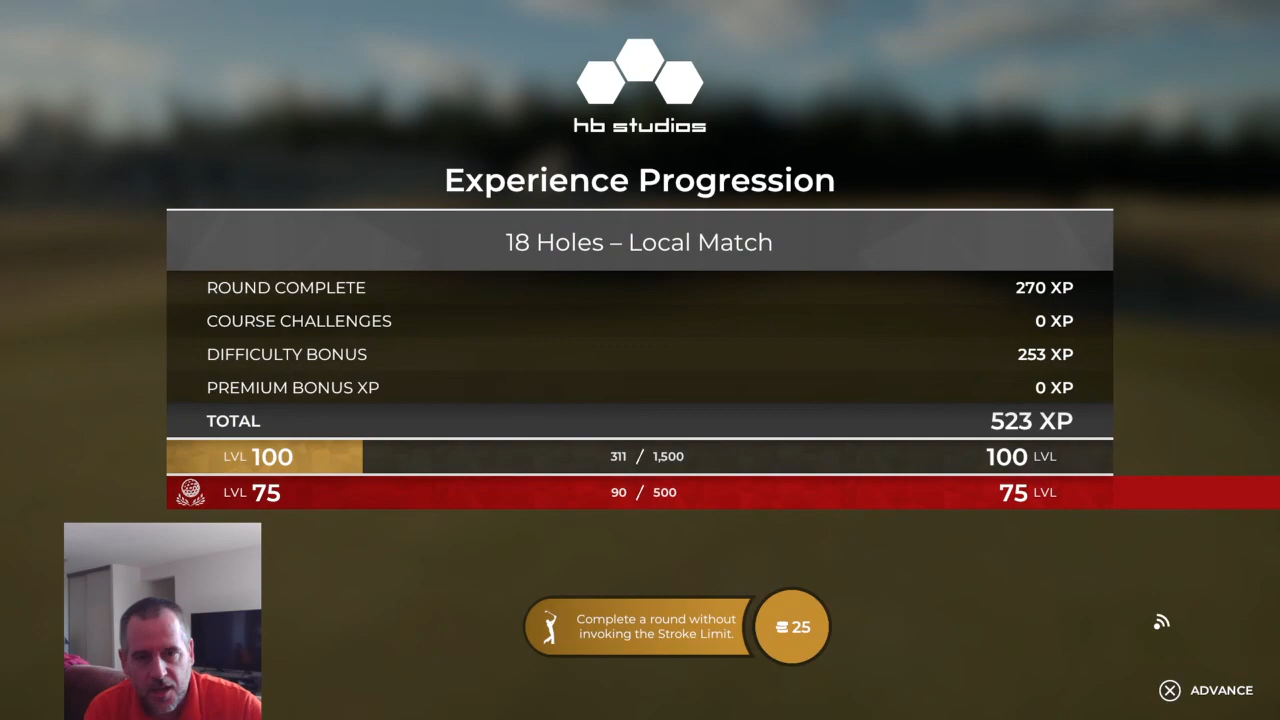 hb studios
Experience Progression
18 Holes – Local Match
ROUND COMPLETE 270 XP
COURSE CHALLENGES 0 XP
DIFFICULTY BONUS 253 XP
PREMIUM BONUS XP 0 XP
TOTAL 523 XP
LVL 100 311 / 1,500 100 LVL
LVL 75 90 / 500 75 LVL
Complete a round without
invoking the Stroke Limit.
25
ADVANCE